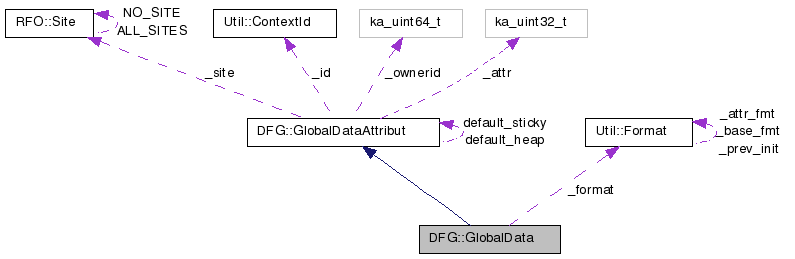 RFO::Site
NO_SITE
ALL_SITES
Util::ContextId
ka_uint64_t
ka_uint32_t
_site
_id
_ownerid
_attr
DFG::GlobalDataAttribut
default_sticky
default_heap
Util::Format
_attr_fmt
_base_fmt
_prev_init
_format
DFG::GlobalData